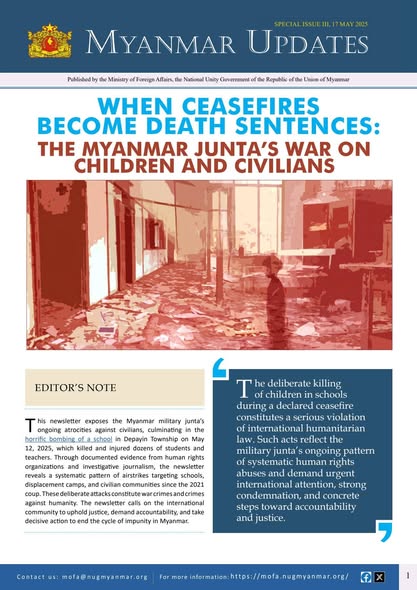 SPECIAL ISSUE III, 17 MAY 2025
MYANMAR UPDATES
Published by the Ministry of Foreign Affairs, the National Unity Government of the Republic of the Union of Myanmar
WHEN CEASEFIRES
BECOME DEATH SENTENCES:
THE MYANMAR JUNTA'S WAR ON
CHILDREN AND CIVILIANS
EDITOR'S NOTE
This newsletter exposes the Myanmar military junta's
ongoing atrocities against civilians, culminating in the
horrific bombing of a school in Depayin Township on May
12, 2025, which killed and injured dozens of students and
teachers. Through documented evidence from human rights
organizations and investigative journalism, the newsletter
reveals a systematic pattern of airstrikes targeting schools,
displacement camps, and civilian communities since the 2021
coup. These deliberate attacks constitute war crimes and crimes
against humanity. The newsletter calls on the international
community to uphold justice, demand accountability, and take
decisive action to end the cycle of impunity in Myanmar.
The deliberate killing
of children in schools
during a declared ceasefire
constitutes a serious violation
of international humanitarian
law. Such acts reflect the
military junta's ongoing pattern
of systematic human rights
abuses and demand urgent
international attention, strong
condemnation, and concrete
steps toward accountability
and justice.
Contact us: mofa@nugmyanmar.org | For more information: https://mofa.nugmyanmar.org/
1